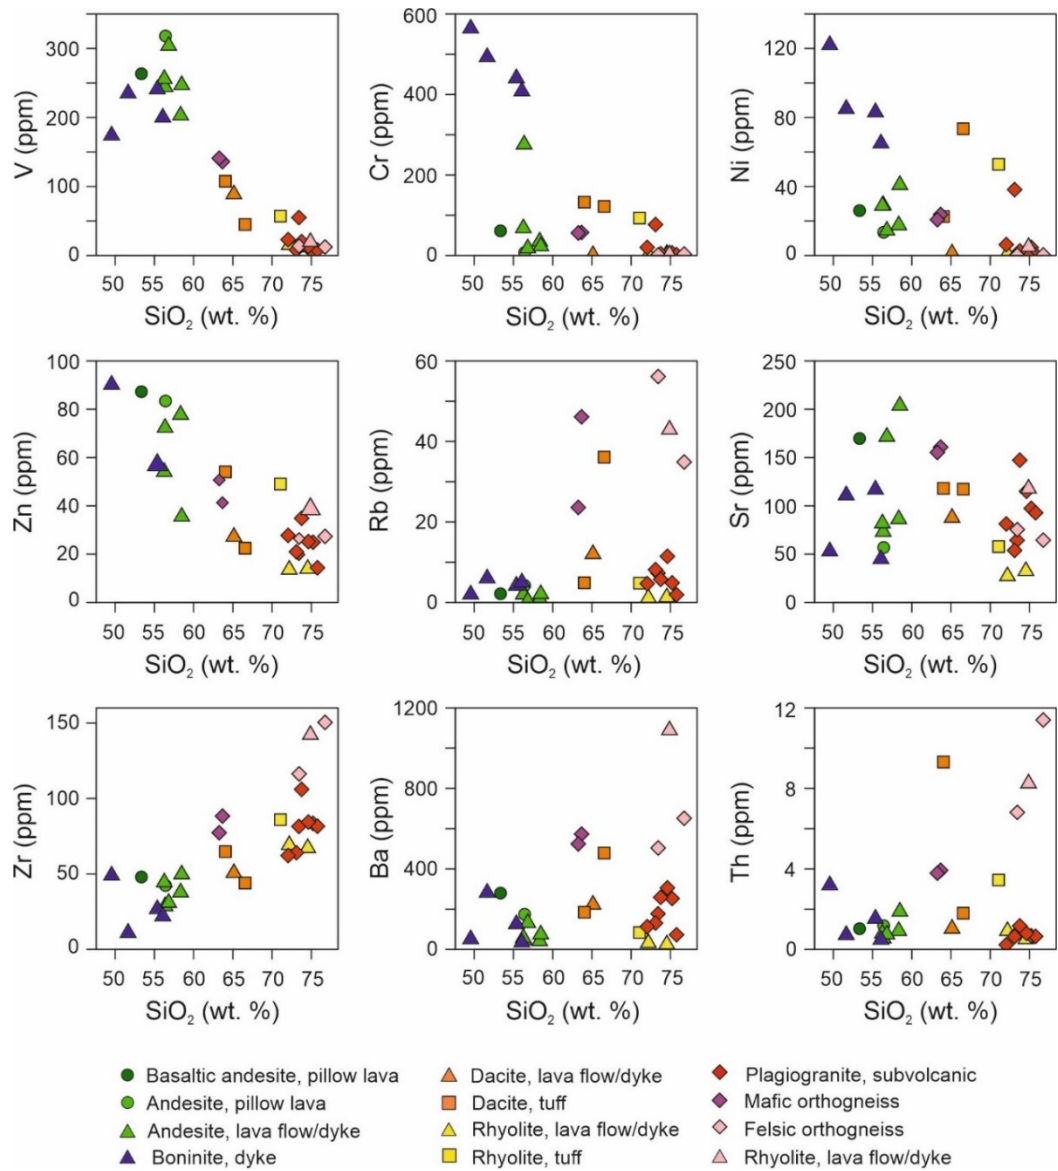 V (ppm)
300
200
100
0
50 55 60 65 70 75
SiO₂ (wt. %)
Cr (ppm)
600
400
200
0
50 55 60 65 70 75
SiO₂ (wt. %)
Ni (ppm)
120
80
40
0
50 55 60 65 70 75
SiO₂ (wt. %)
Zn (ppm)
100
80
60
40
20
0
50 55 60 65 70 75
SiO₂ (wt. %)
Rb (ppm)
60
40
20
0
50 55 60 65 70 75
SiO₂ (wt. %)
Sr (ppm)
250
200
150
100
50
0
50 55 60 65 70 75
SiO₂ (wt. %)
Zr (ppm)
150
100
50
0
50 55 60 65 70 75
SiO₂ (wt. %)
Ba (ppm)
1200
800
400
0
50 55 60 65 70 75
SiO₂ (wt. %)
Th (ppm)
12
8
4
0
50 55 60 65 70 75
SiO₂ (wt. %)
Basaltic andesite, pillow lava
Andesite, pillow lava
Andesite, lava flow/dyke
Boninite, dyke
Dacite, lava flow/dyke
Dacite, tuff
Rhyolite, lava flow/dyke
Rhyolite, tuff
Plagiogranite, subvolcanic
Mafic orthogneiss
Felsic orthogneiss
Rhyolite, lava flow/dyke